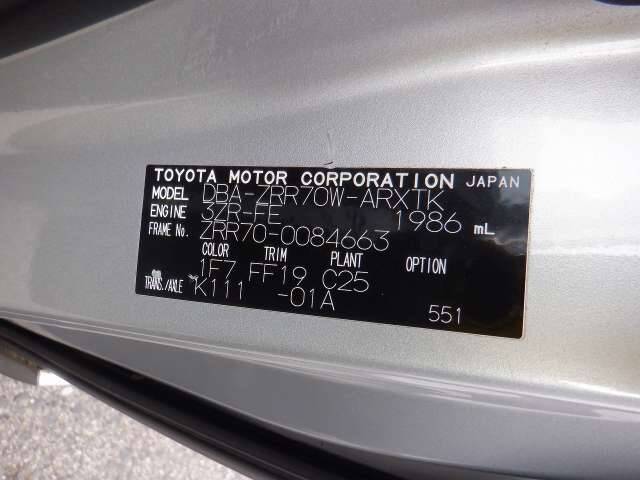 TOYOTA MOTOR CORPORATION JAPAN
MODEL DBA-ZRR70W-ARXTK
ENGINE 3ZR-FE 1986 mL
FRAME No. ZRR70-0084663
COLOR TRIM PLANT OPTION
1F7 FF19 C25
TRANS./AXLE K111 -01A
551